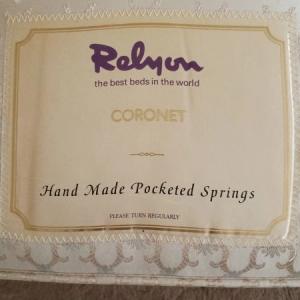 Relyon
the best beds in the world
CORONET
Hand Made Pocketed Springs
PLEASE TURN REGULARLY